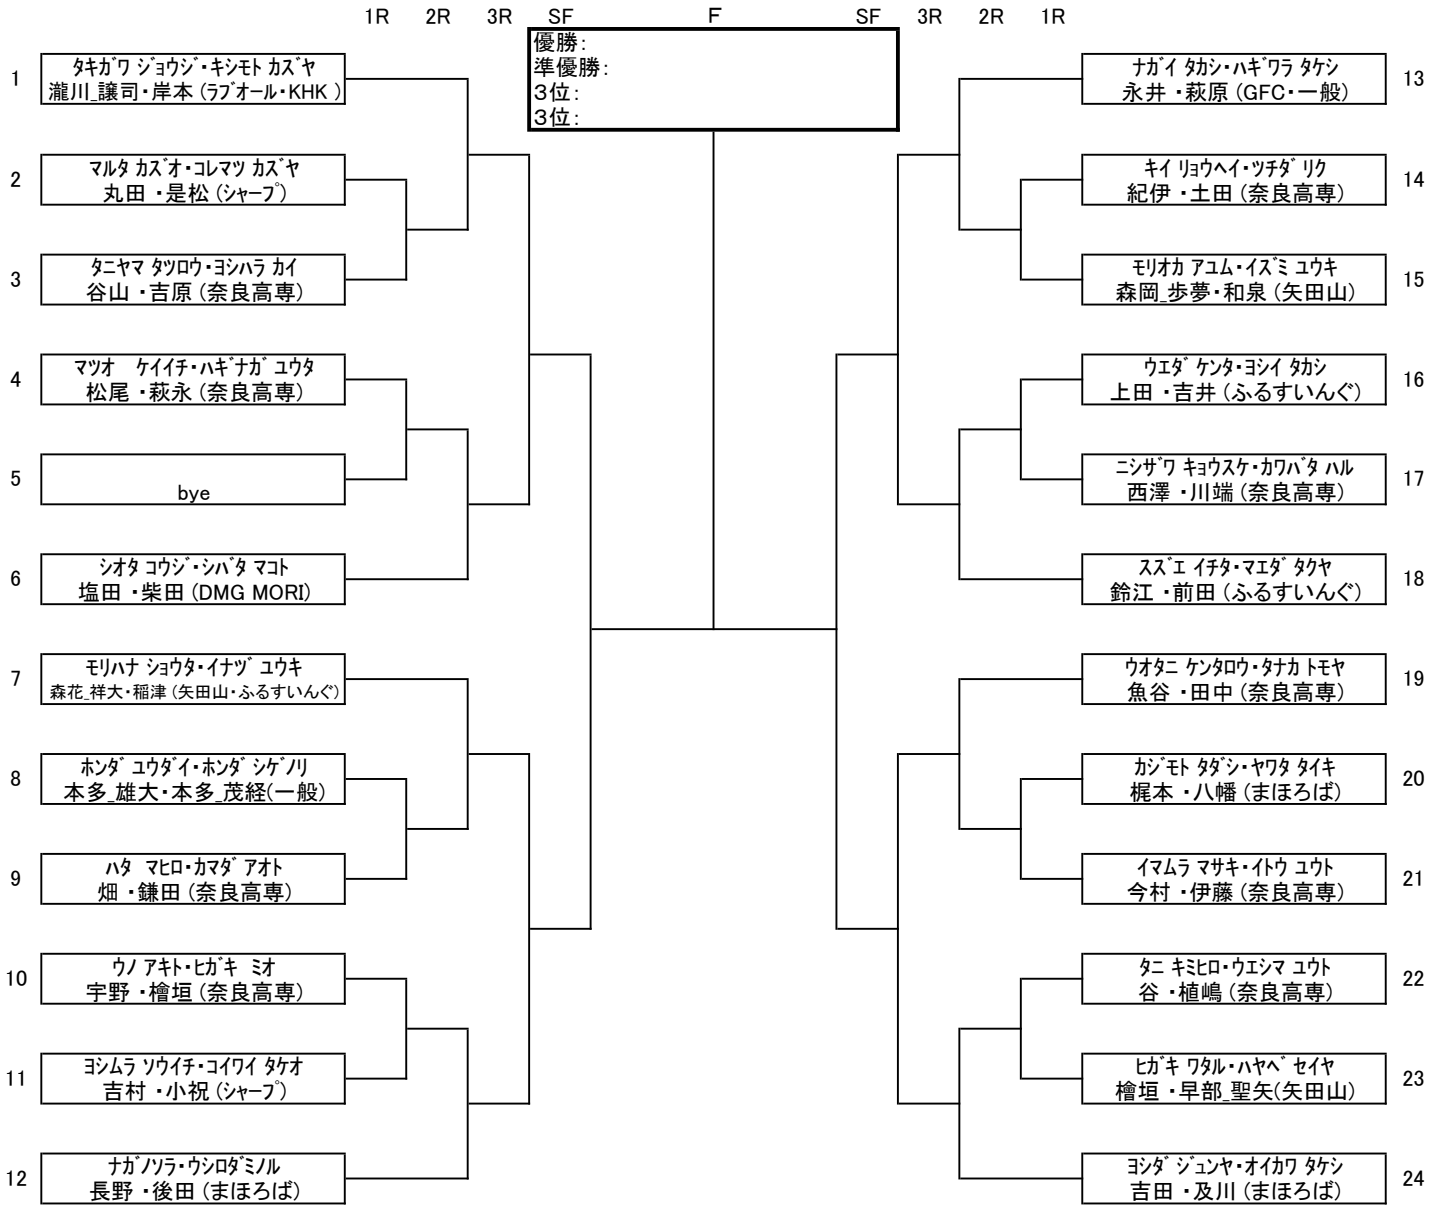 1R 2R 3R SF F SF 3R 2R 1R
優勝：
準優勝：
３位：
３位：
1
ﾀｷｶﾞﾜ ｼﾞｮｳｼﾞ・ｷｼﾓﾄ ｶｽﾞﾔ
瀧川_譲司・岸本 (ﾗﾌﾞｵｰﾙ・KHK )
2
ﾏﾙﾀ ｶｽﾞｵ・ｺﾚﾏﾂ ｶｽﾞﾔ
丸田 ・是松 (ｼｬｰﾌﾟ)
3
ﾀﾆﾔﾏ ﾀﾂﾛｳ・ﾖｼﾊﾗ ｶｲ
谷山 ・吉原 (奈良高専)
4
ﾏﾂｵ　ｹｲｲﾁ・ﾊｷﾞﾅｶﾞ ﾕｳﾀ
松尾 ・萩永 (奈良高専)
5
bye
6
ｼｵﾀ ｺｳｼﾞ・ｼﾊﾞﾀ ﾏｺﾄ
塩田 ・柴田 (DMG MORI)
7
ﾓﾘﾊﾅ ｼｮｳﾀ・ｲﾅﾂﾞ ﾕｳｷ
森花_祥大・稲津 (矢田山・ふるすいんぐ)
8
ﾎﾝﾀﾞ ﾕｳﾀﾞｲ・ﾎﾝﾀﾞ ｼｹﾞﾉﾘ
本多_雄大・本多_茂経(一般)
9
ﾊﾀ　ﾏﾋﾛ・ｶﾏﾀﾞ ｱｵﾄ
畑 ・鎌田 (奈良高専)
10
ｳﾉ ｱｷﾄ・ﾋｶﾞｷ　ﾐｵ
宇野 ・檜垣 (奈良高専)
11
ﾖｼﾑﾗ ｿｳｲﾁ・ｺｲﾜｲ ﾀｹｵ
吉村 ・小祝 (ｼｬｰﾌﾟ)
12
ﾅｶﾞﾉｿﾗ・ｳｼﾛﾀﾞﾐﾉﾙ
長野 ・後田 (まほろば)
ﾅｶﾞｲ ﾀｶｼ・ﾊｷﾞﾜﾗ ﾀｹｼ
永井 ・萩原 (GFC・一般)
13
ｷｲ ﾘｮｳﾍｲ・ﾂﾁﾀﾞ ﾘｸ
紀伊 ・土田 (奈良高専)
14
ﾓﾘｵｶ ｱﾕﾑ・ｲｽﾞﾐ ﾕｳｷ
森岡_歩夢・和泉 (矢田山)
15
ｳｴﾀﾞ ｹﾝﾀ・ﾖｼｲ ﾀｶｼ
上田 ・吉井 (ふるすいんぐ)
16
ﾆｼｻﾞﾜ ｷｮｳｽｹ・ｶﾜﾊﾞﾀ ﾊﾙ
西澤 ・川端 (奈良高専)
17
ｽｽﾞｴ ｲﾁﾀ・ﾏｴﾀﾞ ﾀｸﾔ
鈴江 ・前田 (ふるすいんぐ)
18
ｳｵﾀﾆ ｹﾝﾀﾛｳ・ﾀﾅｶ ﾄﾓﾔ
魚谷 ・田中 (奈良高専)
19
ｶｼﾞﾓﾄ ﾀﾀﾞｼ・ﾔﾜﾀ ﾀｲｷ
梶本 ・八幡 (まほろば)
20
ｲﾏﾑﾗ ﾏｻｷ・ｲﾄｳ ﾕｳﾄ
今村 ・伊藤 (奈良高専)
21
ﾀﾆ ｷﾐﾋﾛ・ｳｴｼﾏ ﾕｳﾄ
谷 ・植嶋 (奈良高専)
22
ﾋｶﾞｷ ﾜﾀﾙ・ﾊﾔﾍﾞ ｾｲﾔ
檜垣 ・早部_聖矢(矢田山)
23
ﾖｼﾀﾞ ｼﾞｭﾝﾔ・ｵｲｶﾜ ﾀｹｼ
吉田 ・及川 (まほろば)
24